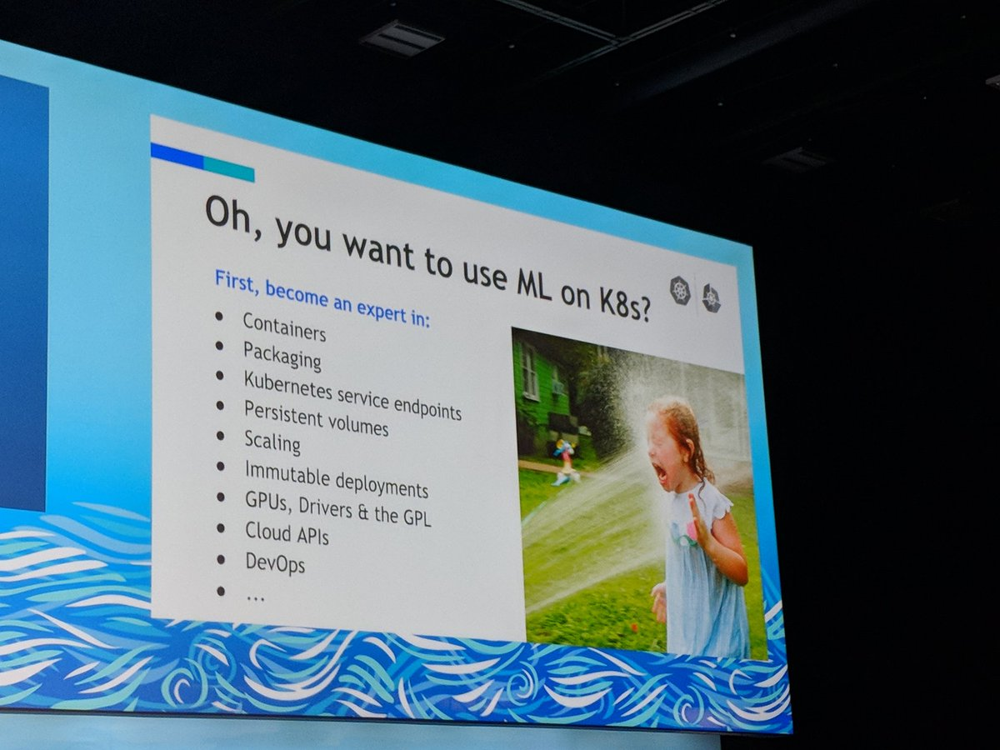 Oh, you want to use ML on K8s?
First, become an expert in:
● Containers
● Packaging
● Kubernetes service endpoints
● Persistent volumes
● Scaling
● Immutable deployments
● GPUs, Drivers & the GPL
● Cloud APIs
● DevOps
● ...